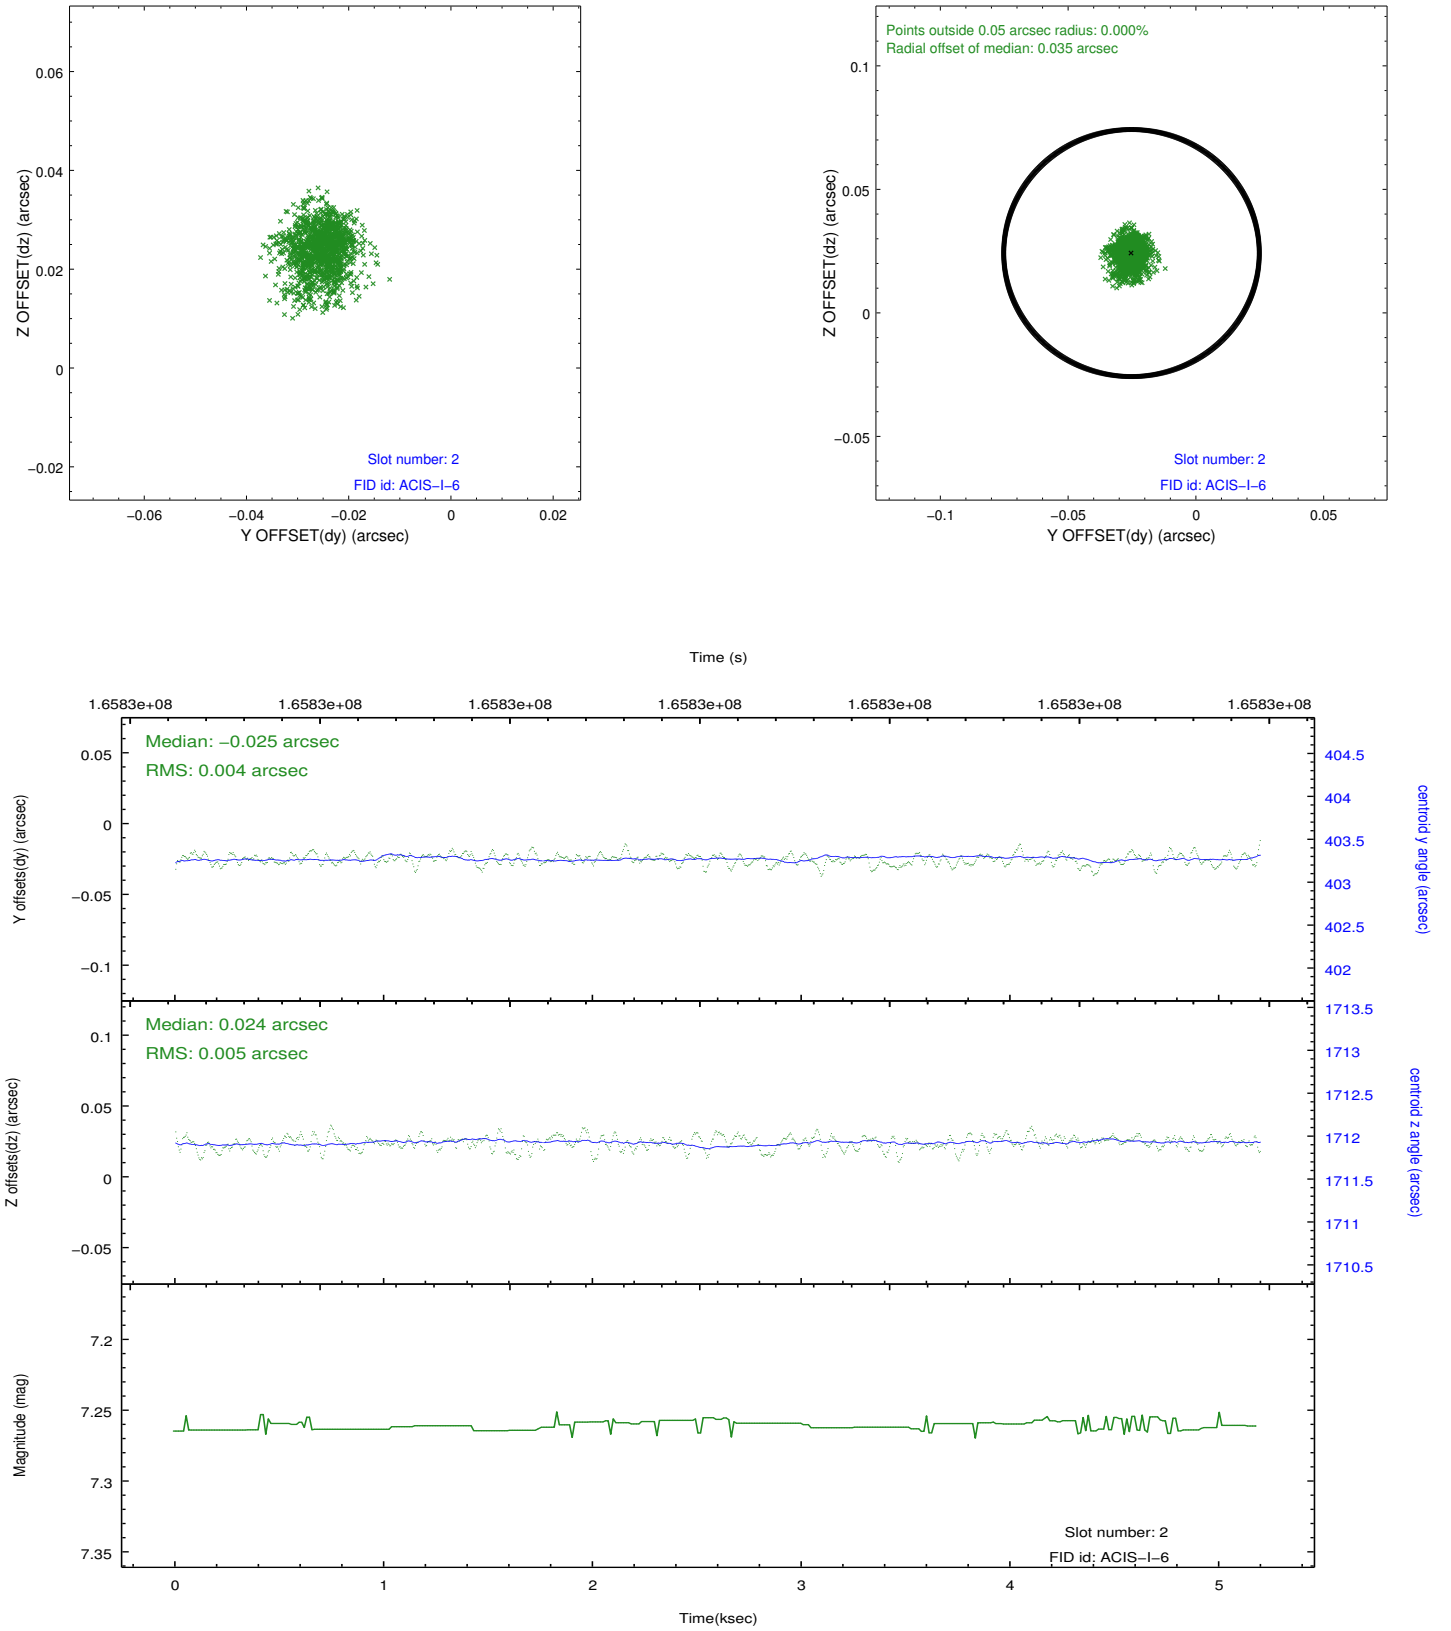 0.06
0.04
0.02
0
−0.02
Z OFFSET(dz) (arcsec)
Slot number: 2
FID id: ACIS−I−6
−0.06
−0.04
−0.02
0
0.02
Y OFFSET(dy) (arcsec)
Points outside 0.05 arcsec radius: 0.000%
Radial offset of median: 0.035 arcsec
0.1
0.05
0
−0.05
Z OFFSET(dz) (arcsec)
Slot number: 2
FID id: ACIS−I−6
−0.1
−0.05
0
0.05
Y OFFSET(dy) (arcsec)
Time (s)
1.6583e+08
1.6583e+08
1.6583e+08
1.6583e+08
1.6583e+08
1.6583e+08
1.6583e+08
Median: −0.025 arcsec
RMS: 0.004 arcsec
0.05
0
−0.05
−0.1
Y offsets(dy) (arcsec)
404.5
404
403.5
403
402.5
402
centroid y angle (arcsec)
Median: 0.024 arcsec
RMS: 0.005 arcsec
0.1
0.05
0
−0.05
Z offsets(dz) (arcsec)
1713.5
1713
1712.5
1712
1711.5
1711
1710.5
centroid z angle (arcsec)
7.2
7.25
7.3
7.35
Magnitude (mag)
Slot number: 2
FID id: ACIS−I−6
0
1
2
3
4
5
Time(ksec)